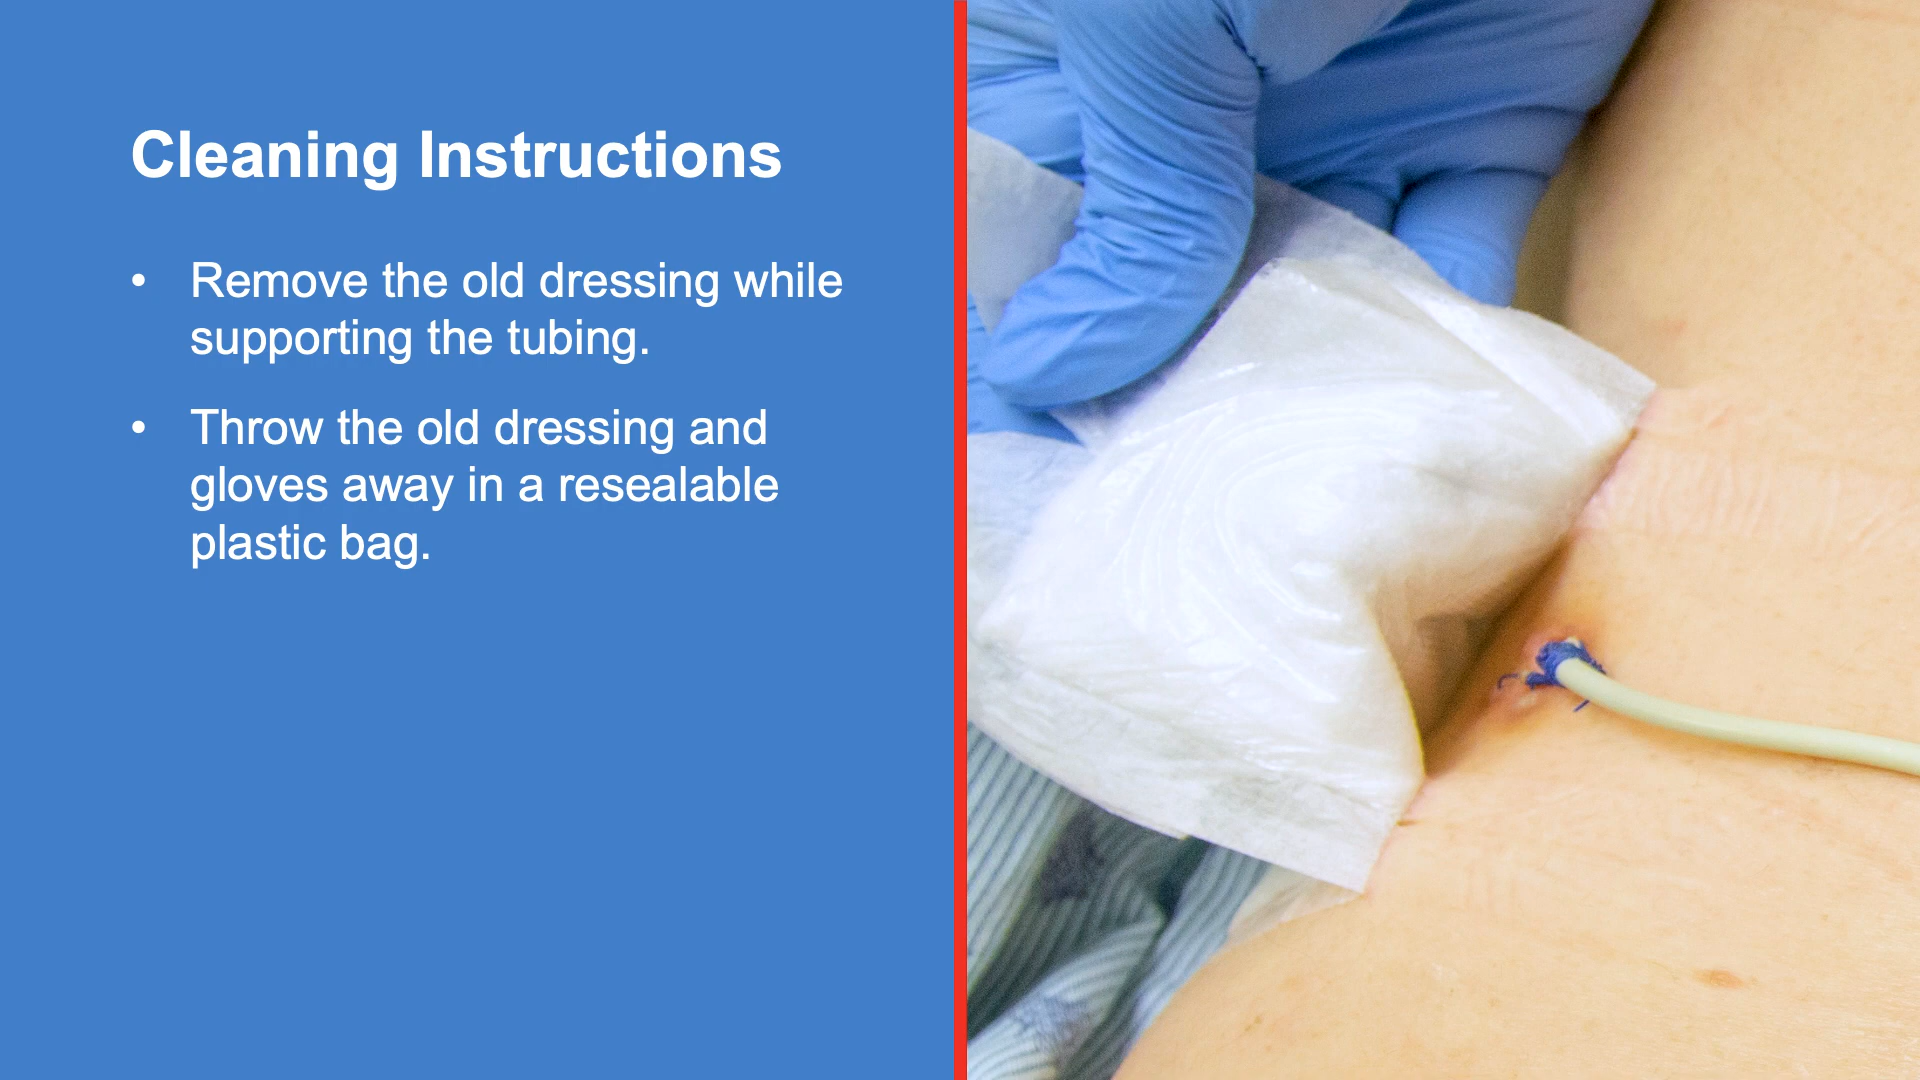 Cleaning Instructions
• Remove the old dressing while
supporting the tubing.
• Throw the old dressing and
gloves away in a resealable
plastic bag.